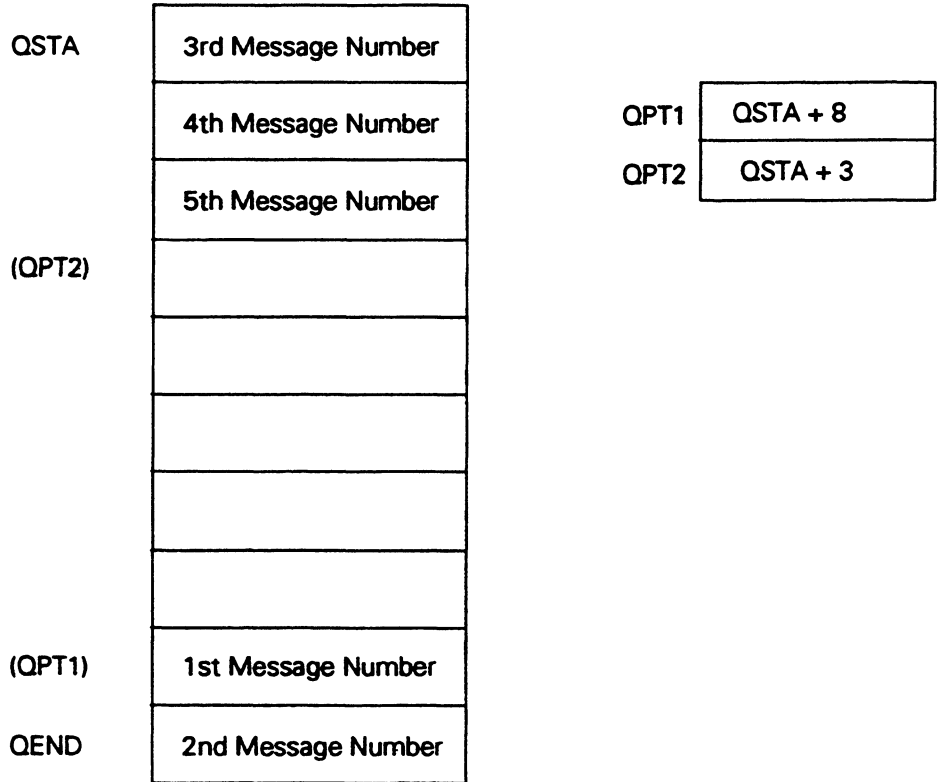 QSTA 3rd Message Number
4th Message Number
5th Message Number
(QPT2)
(QPT1) 1st Message Number
QEND 2nd Message Number
QPT1 QSTA + 8
QPT2 QSTA + 3